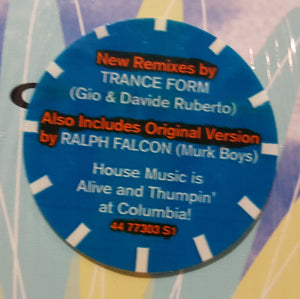 New Remixes by
TRANCE FORM
(Gio & Davide Ruberto)
Also Includes Original Version
by RALPH FALCON (Murk Boys)
House Music is
Alive and Thumpin'
at Columbia!
44 77303 S1